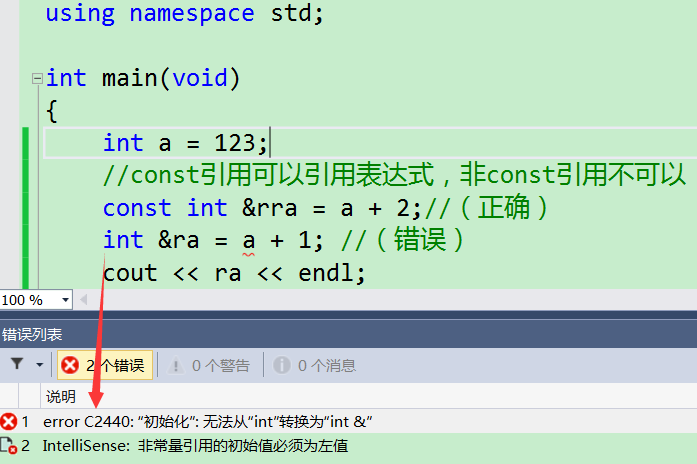 using namespace std;
int main(void)
{
int a = 123;
//const引用可以引用表达式，非const引用不可以
const int &rra = a + 2;//（正确）
int &ra = a + 1; //（错误）
cout << ra << endl;
100 %
错误列表
2 个错误 0 个警告 0 个消息
说明
1 error C2440: “初始化”: 无法从“int”转换为“int &”
2 IntelliSense: 非常量引用的初始值必须为左值